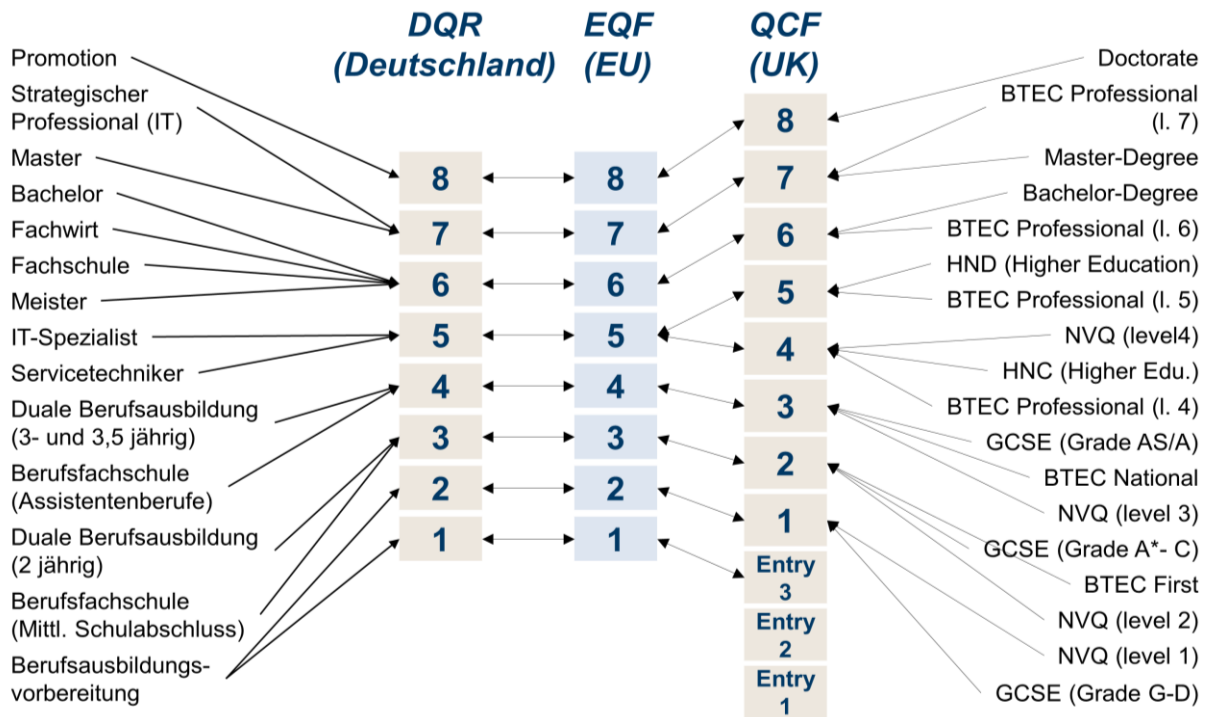 DQR
(Deutschland)
EQF
(EU)
QCF
(UK)
Promotion
Strategischer
Professional (IT)
Master
Bachelor
Fachwirt
Fachschule
Meister
IT-Spezialist
Servicetechniker
Duale Berufsausbildung
(3- und 3,5 jährig)
Berufsfachschule
(Assistentenberufe)
Duale Berufsausbildung
(2 jährig)
Berufsfachschule
(Mittl. Schulabschluss)
Berufsausbildungs-
vorbereitung
8
7
6
5
4
3
2
1
8
7
6
5
4
3
2
1
8
7
6
5
4
3
2
1
Entry
3
Entry
2
Entry
1
Doctorate
BTEC Professional
(l. 7)
Master-Degree
Bachelor-Degree
BTEC Professional (l. 6)
HND (Higher Education)
BTEC Professional (l. 5)
NVQ (level4)
HNC (Higher Edu.)
BTEC Professional (l. 4)
GCSE (Grade AS/A)
BTEC National
NVQ (level 3)
GCSE (Grade A*- C)
BTEC First
NVQ (level 2)
NVQ (level 1)
GCSE (Grade G-D)